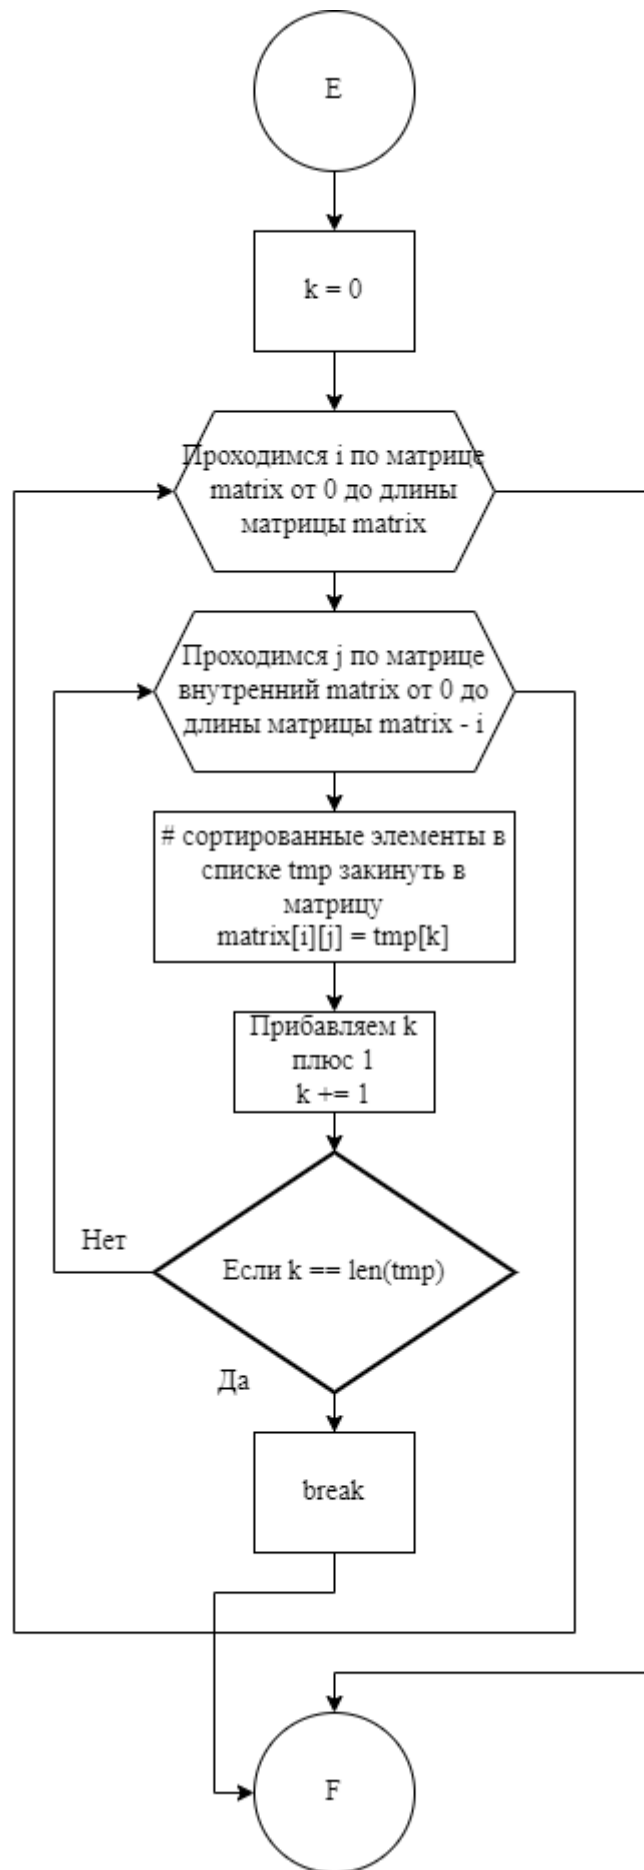 E
k = 0
Проходимся i по матрице
matrix от 0 до длины
матрицы matrix
Проходимся j по матрице
внутренний matrix от 0 до
длины матрицы matrix - i
# сортированные элементы в
списке tmp закинуть в
матрицу
matrix[i][j] = tmp[k]
Прибавляем k
плюс 1
k += 1
Нет
Если k == len(tmp)
Да
break
F